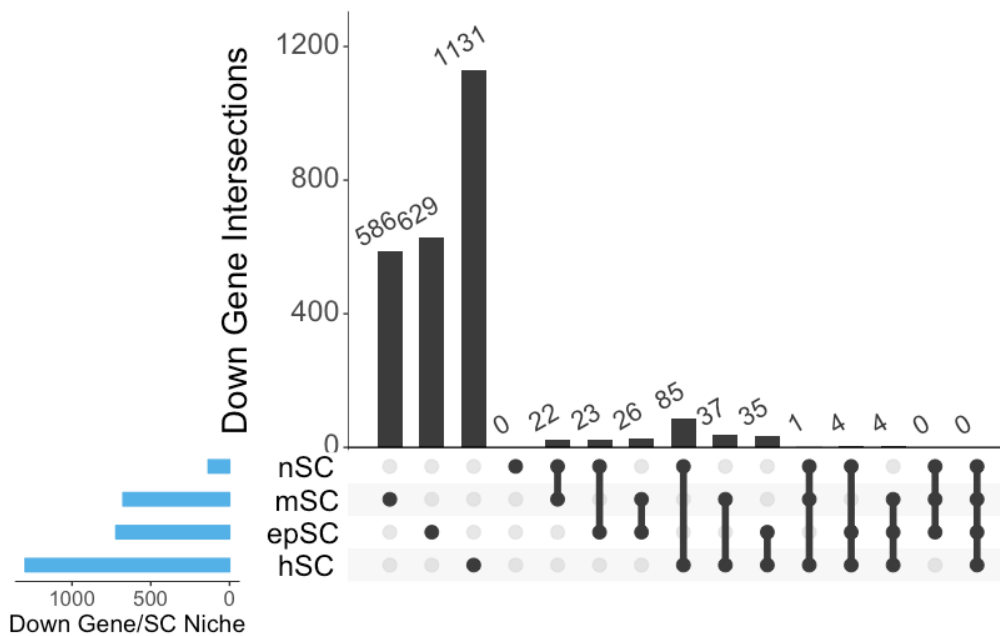 Down Gene Intersections
1200
800
400
0
586
629
1131
0
22
23
26
85
37
35
1
4
4
0
0
nSC
mSC
epSC
hSC
1000 500 0
Down Gene/SC Niche